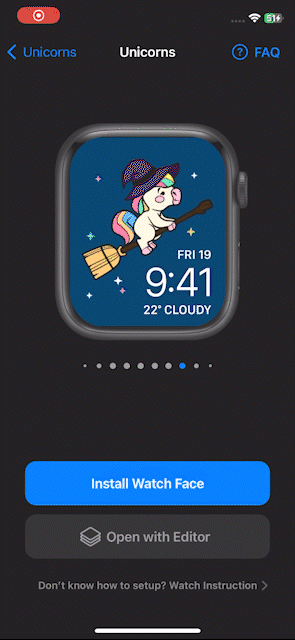 51
Unicorns
Unicorns
? FAQ
FRI 19
9:41
22° CLOUDY
Install Watch Face
Open with Editor
Don't know how to setup? Watch Instruction >